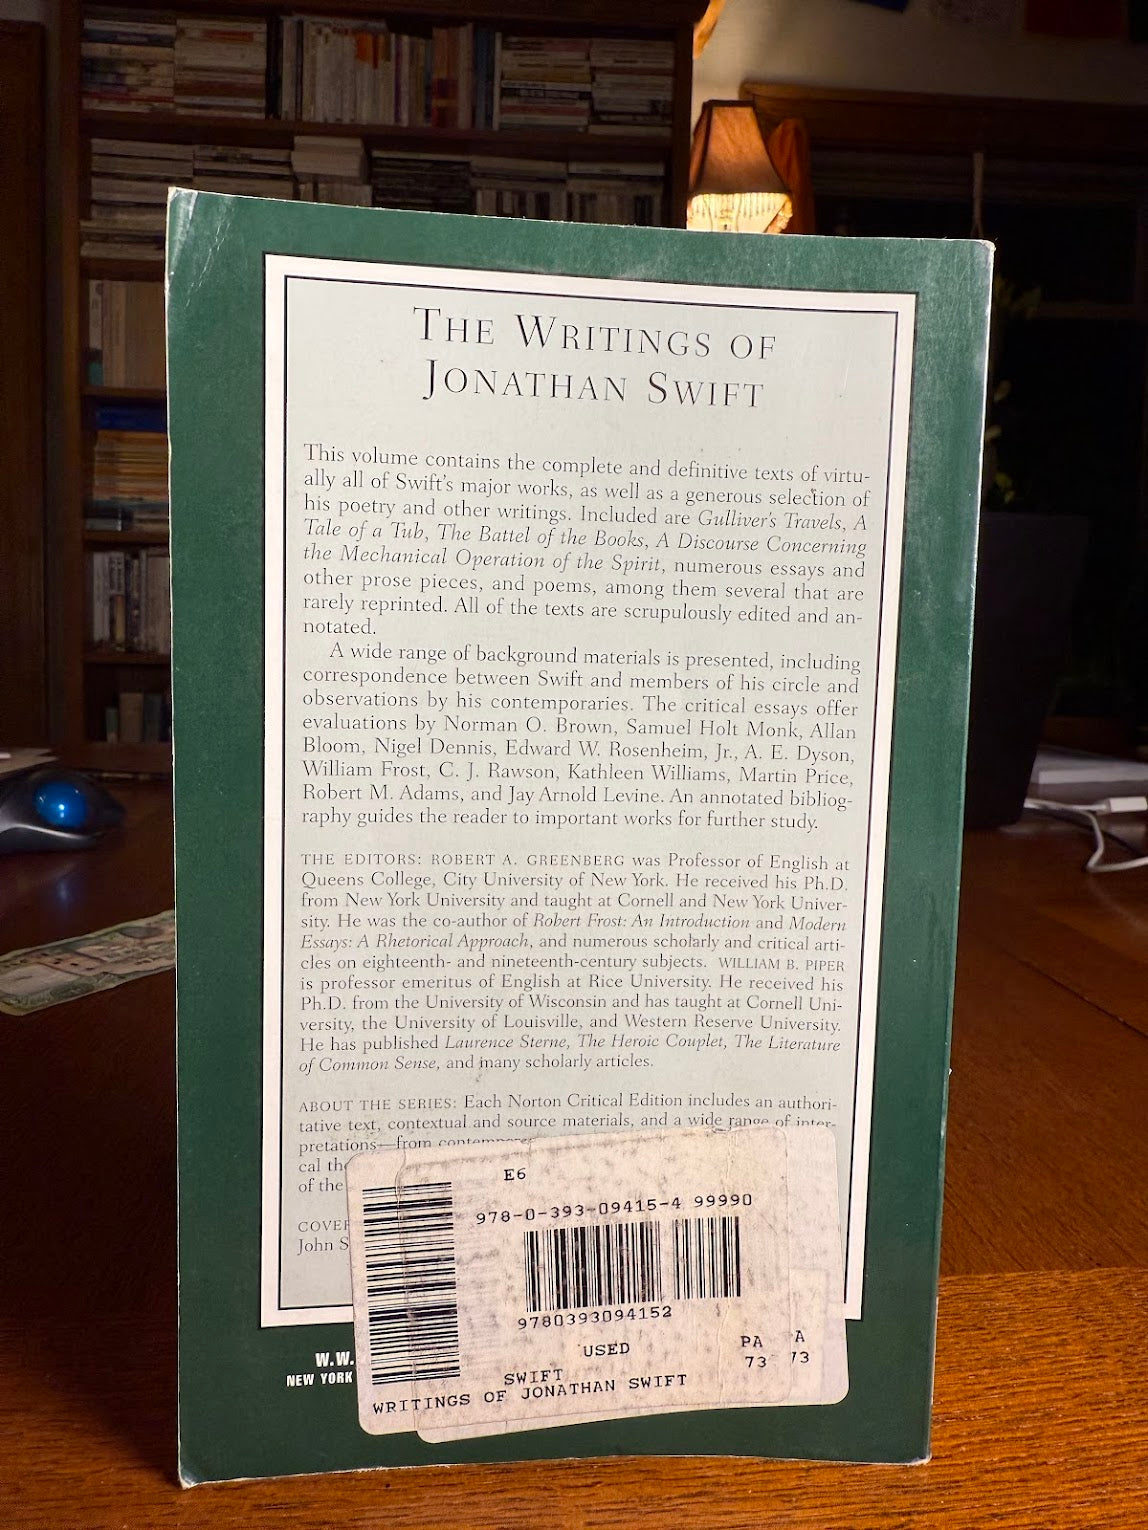 THE WRITINGS OF
JONATHAN SWIFT
This volume contains the complete and definitive texts of virtu-
ally all of Swift's major works, as well as a generous selection of
his poetry and other writings. Included are Gulliver's Travels, A
Tale of a Tub, The Battel of the Books, A Discourse Concerning
the Mechanical Operation of the Spirit, numerous essays and
other prose pieces, and poems, among them several that are
rarely reprinted. All of the texts are scrupulously edited and an-
notated.
A wide range of background materials is presented, including
correspondence between Swift and members of his circle and
observations by his contemporaries. The critical essays offer
evaluations by Norman O. Brown, Samuel Holt Monk, Allan
Bloom, Nigel Dennis, Edward W. Rosenheim, Jr., A. E. Dyson,
William Frost, C. J. Rawson, Kathleen Williams, Martin Price,
Robert M. Adams, and Jay Arnold Levine. An annotated bibliog-
raphy guides the reader to important works for further study.
THE EDITORS: ROBERT A. GREENBERG was Professor of English at
Queens College, City University of New York. He received his Ph.D.
from New York University and taught at Cornell and New York Univer-
sity. He was the co-author of Robert Frost: An Introduction and Modern
Essays: A Rhetorical Approach, and numerous scholarly and critical arti-
cles on eighteenth- and nineteenth-century subjects. WILLIAM B. PIPER
is professor emeritus of English at Rice University. He received his
Ph.D. from the University of Wisconsin and has taught at Cornell Uni-
versity, the University of Louisville, and Western Reserve University.
He has published Laurence Sterne, The Heroic Couplet, The Literature
of Common Sense, and many scholarly articles.
ABOUT THE SERIES: Each Norton Critical Edition includes an authori-
tative text, contextual and source materials, and a wide range of inter-
pretations—from
cal
of the
John S
W.W.
NEW YORK
E6
978-0-393-09415-4 99990
9780393094152
USED
PA A
73 73
SWIFT
WRITINGS OF JONATHAN SWIFT